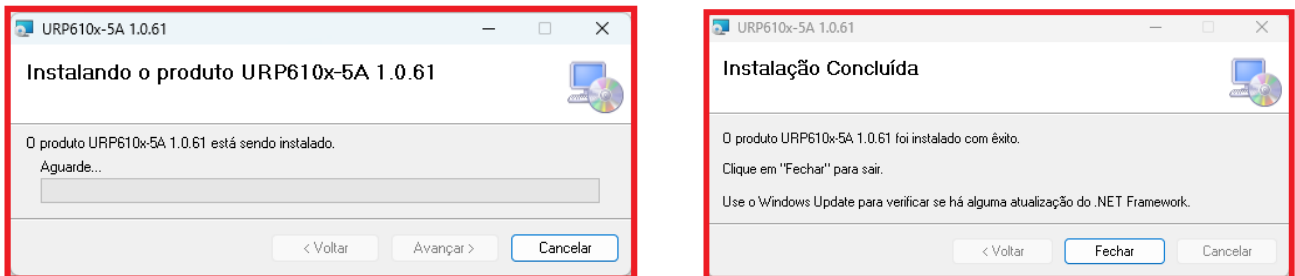 URP610x-5A 1.0.61
Instalando o produto URP610x-5A 1.0.61
O produto URP610x-5A 1.0.61 está sendo instalado.
Aguarde...
< Voltar
Avançar >
Cancelar
URP610x-5A 1.0.61
Instalação Concluída
O produto URP610x-5A 1.0.61 foi instalado com êxito.
Clique em "Fechar" para sair.
Use o Windows Update para verificar se há alguma atualização do .NET Framework.
< Voltar
Fechar
Cancelar